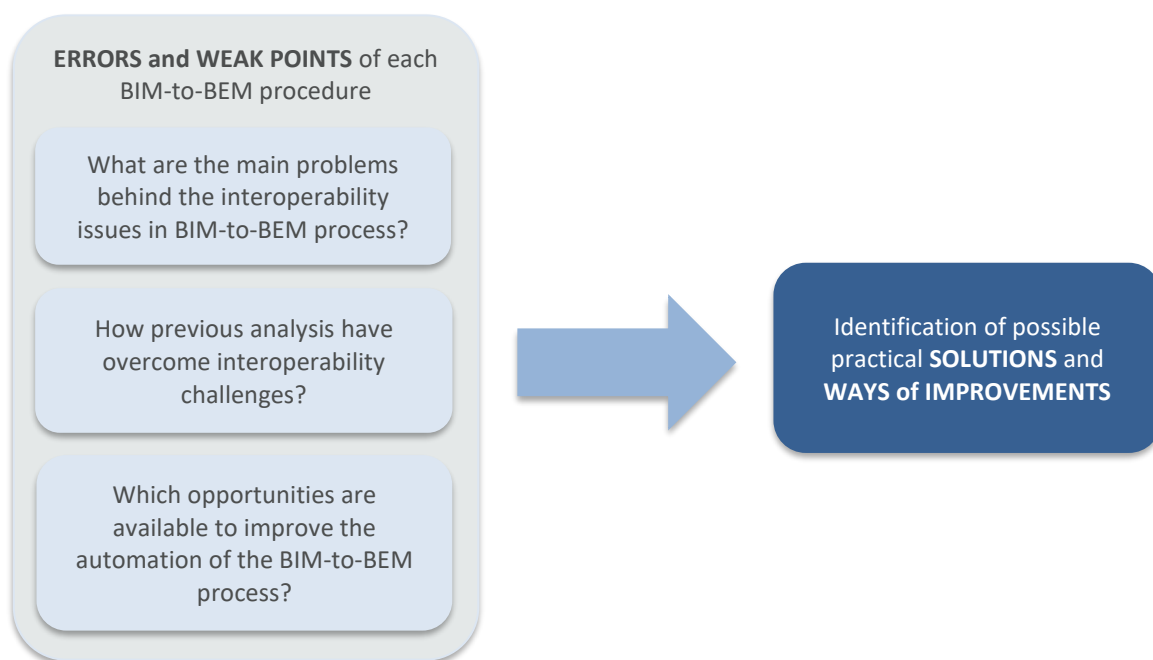 ERRORS and WEAK POINTS of each
BIM-to-BEM procedure
What are the main problems
behind the interoperability
issues in BIM-to-BEM process?
How previous analysis have
overcome interoperability
challenges?
Which opportunities are
available to improve the
automation of the BIM-to-BEM
process?
Identification of possible
practical SOLUTIONS and
WAYS of IMPROVEMENTS